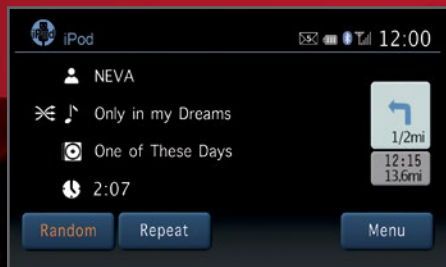 iPod
12:00
NEVA
Only in my Dreams
One of These Days
2:07
1/2mi
12:15
13.6mi
Random Repeat Menu